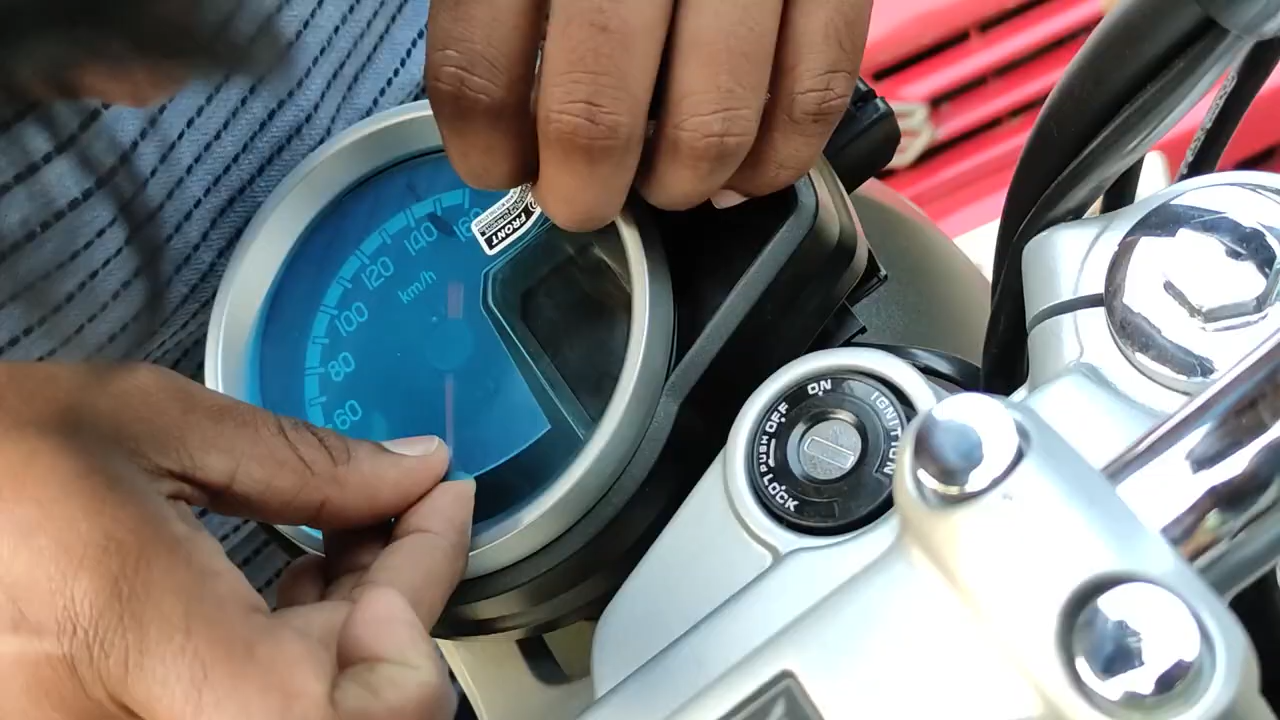 160
140
120
100
80
60
km/h
FRONT
ON
OFF
PUSH
LOCK
IGNITION